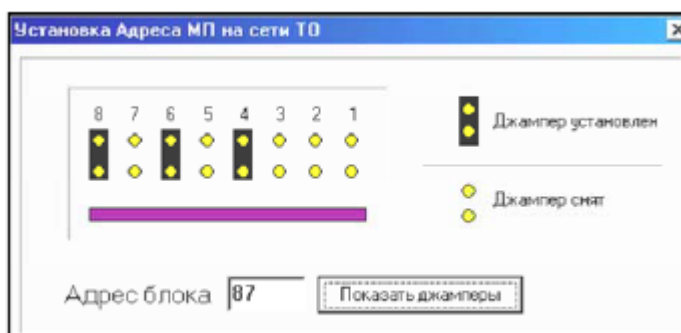 Установка Адреса МП на сети ТО
8 7 6 5 4 3 2 1
Джампер установлен
Джампер снят
Адрес блока 87 Показать джамперы